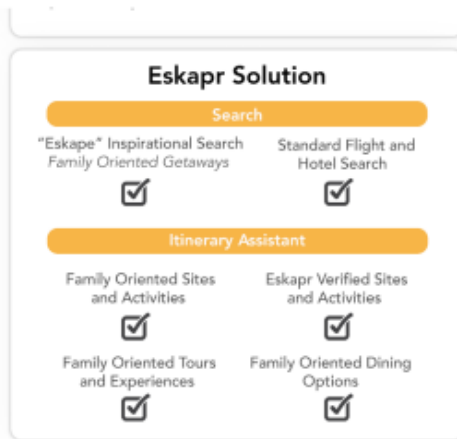 Eskapr Solution
Search
"Eskape" Inspirational Search
Family Oriented Getaways
Standard Flight and
Hotel Search
Itinerary Assistant
Family Oriented Sites
and Activities
Eskapr Verified Sites
and Activities
Family Oriented Tours
and Experiences
Family Oriented Dining
Options